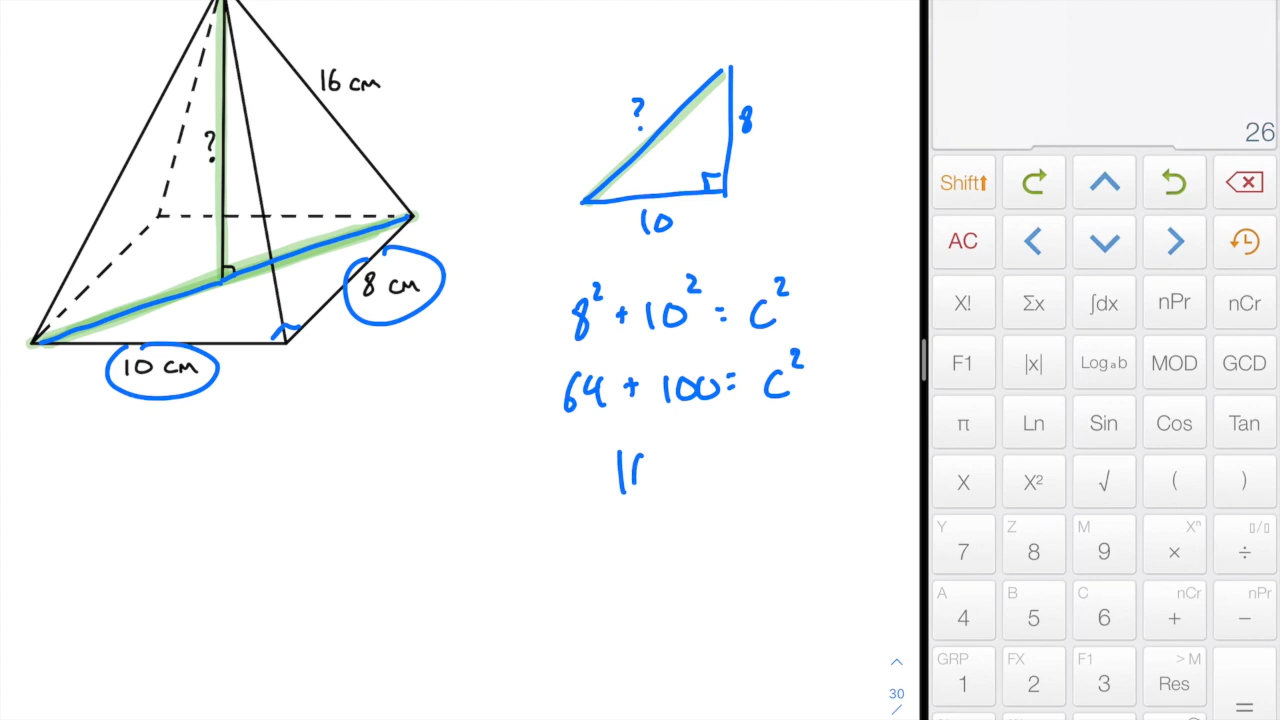 16 cm
?
8 cm
10 cm
?
8
10
8² + 10² = c²
64 + 100 = c²
26
Shift↑
AC
X!
Σx
∫dx
nPr
nCr
F1
|x|
Log a b
MOD
GCD
π
Ln
Sin
Cos
Tan
X
X²
√
(
)
Y
7
Z
8
M
9
Xⁿ
×
▯/▯
÷
A
4
B
5
C
6
nCr
+
nPr
−
GRP
1
FX
2
F1
3
> M
Res
=
30